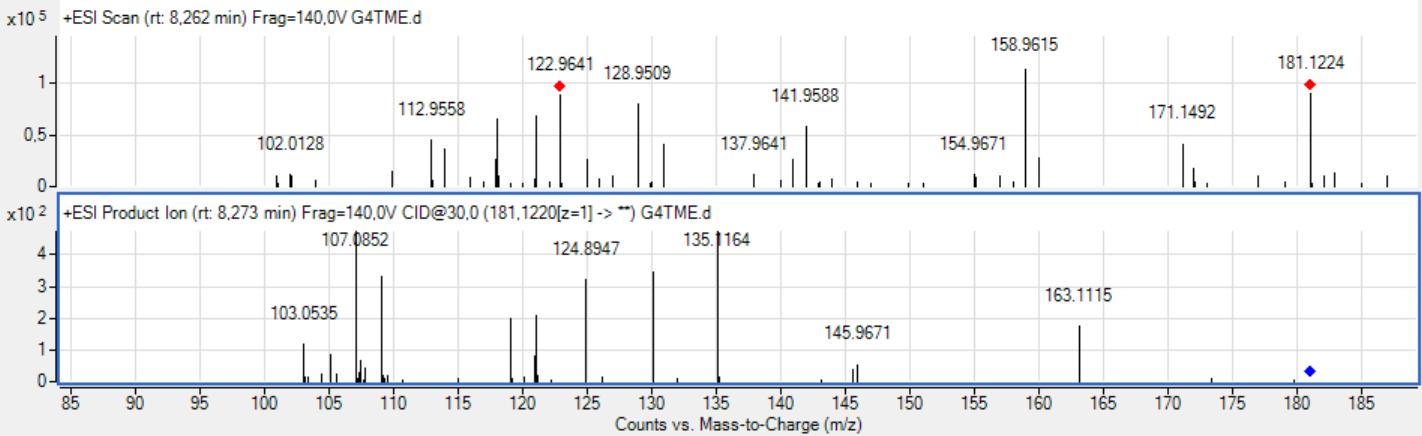 x10 5 +ESI Scan (rt: 8,262 min) Frag=140,0V G4TME.d
158.9615
122.9641 128.9509 181.1224
1
141.9588
112.9558 171.1492
0,5
102.0128 137.9641 154.9671
0
x10 2 +ESI Product Ion (rt: 8,273 min) Frag=140,0V CID@30,0 (181,1220[z=1] -> **) G4TME.d
107.0852 124.8947 135.1164
4
3 163.1115
103.0535
2 145.9671
1
0
85 90 95 100 105 110 115 120 125 130 135 140 145 150 155 160 165 170 175 180 185
Counts vs. Mass-to-Charge (m/z)